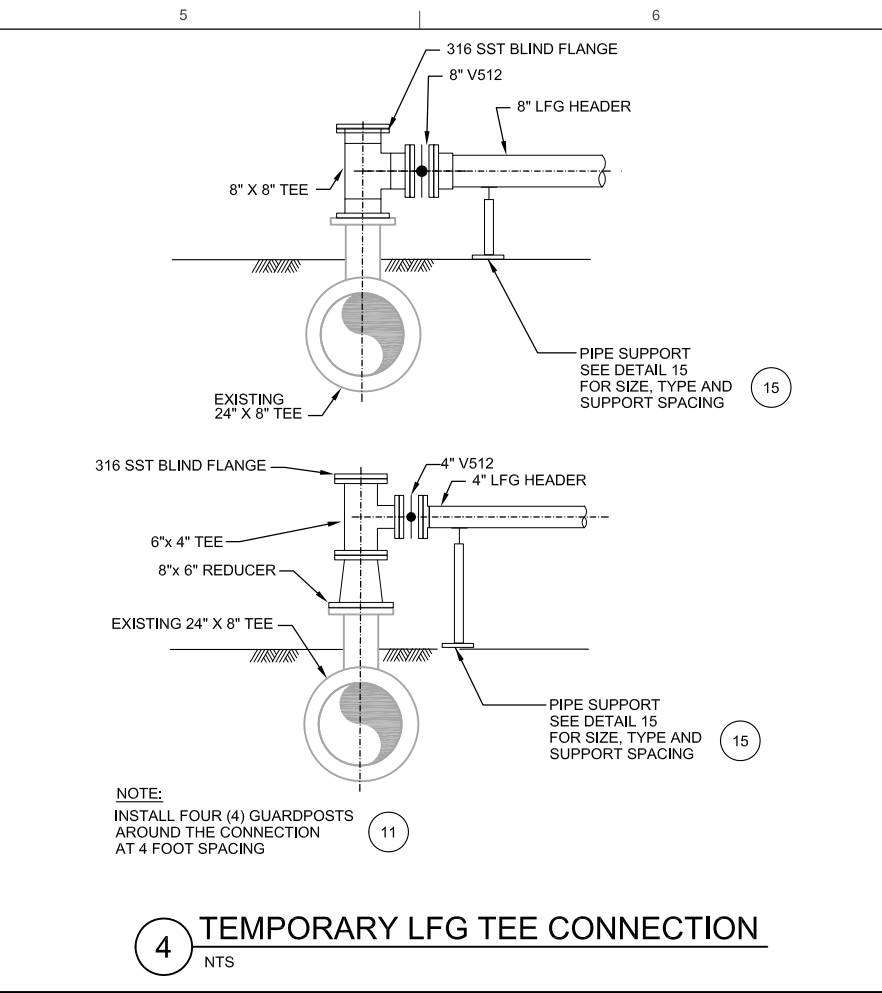 5
6
316 SST BLIND FLANGE
8" V512
8" LFG HEADER
8" X 8" TEE
PIPE SUPPORT
SEE DETAIL 15
FOR SIZE, TYPE AND
SUPPORT SPACING
15
EXISTING
24" X 8" TEE
316 SST BLIND FLANGE
4" V512
4" LFG HEADER
6"x 4" TEE
8"x 6" REDUCER
EXISTING 24" X 8" TEE
PIPE SUPPORT
SEE DETAIL 15
FOR SIZE, TYPE AND
SUPPORT SPACING
15
NOTE:
INSTALL FOUR (4) GUARDPOSTS
AROUND THE CONNECTION
AT 4 FOOT SPACING
11
4
TEMPORARY LFG TEE CONNECTION
NTS